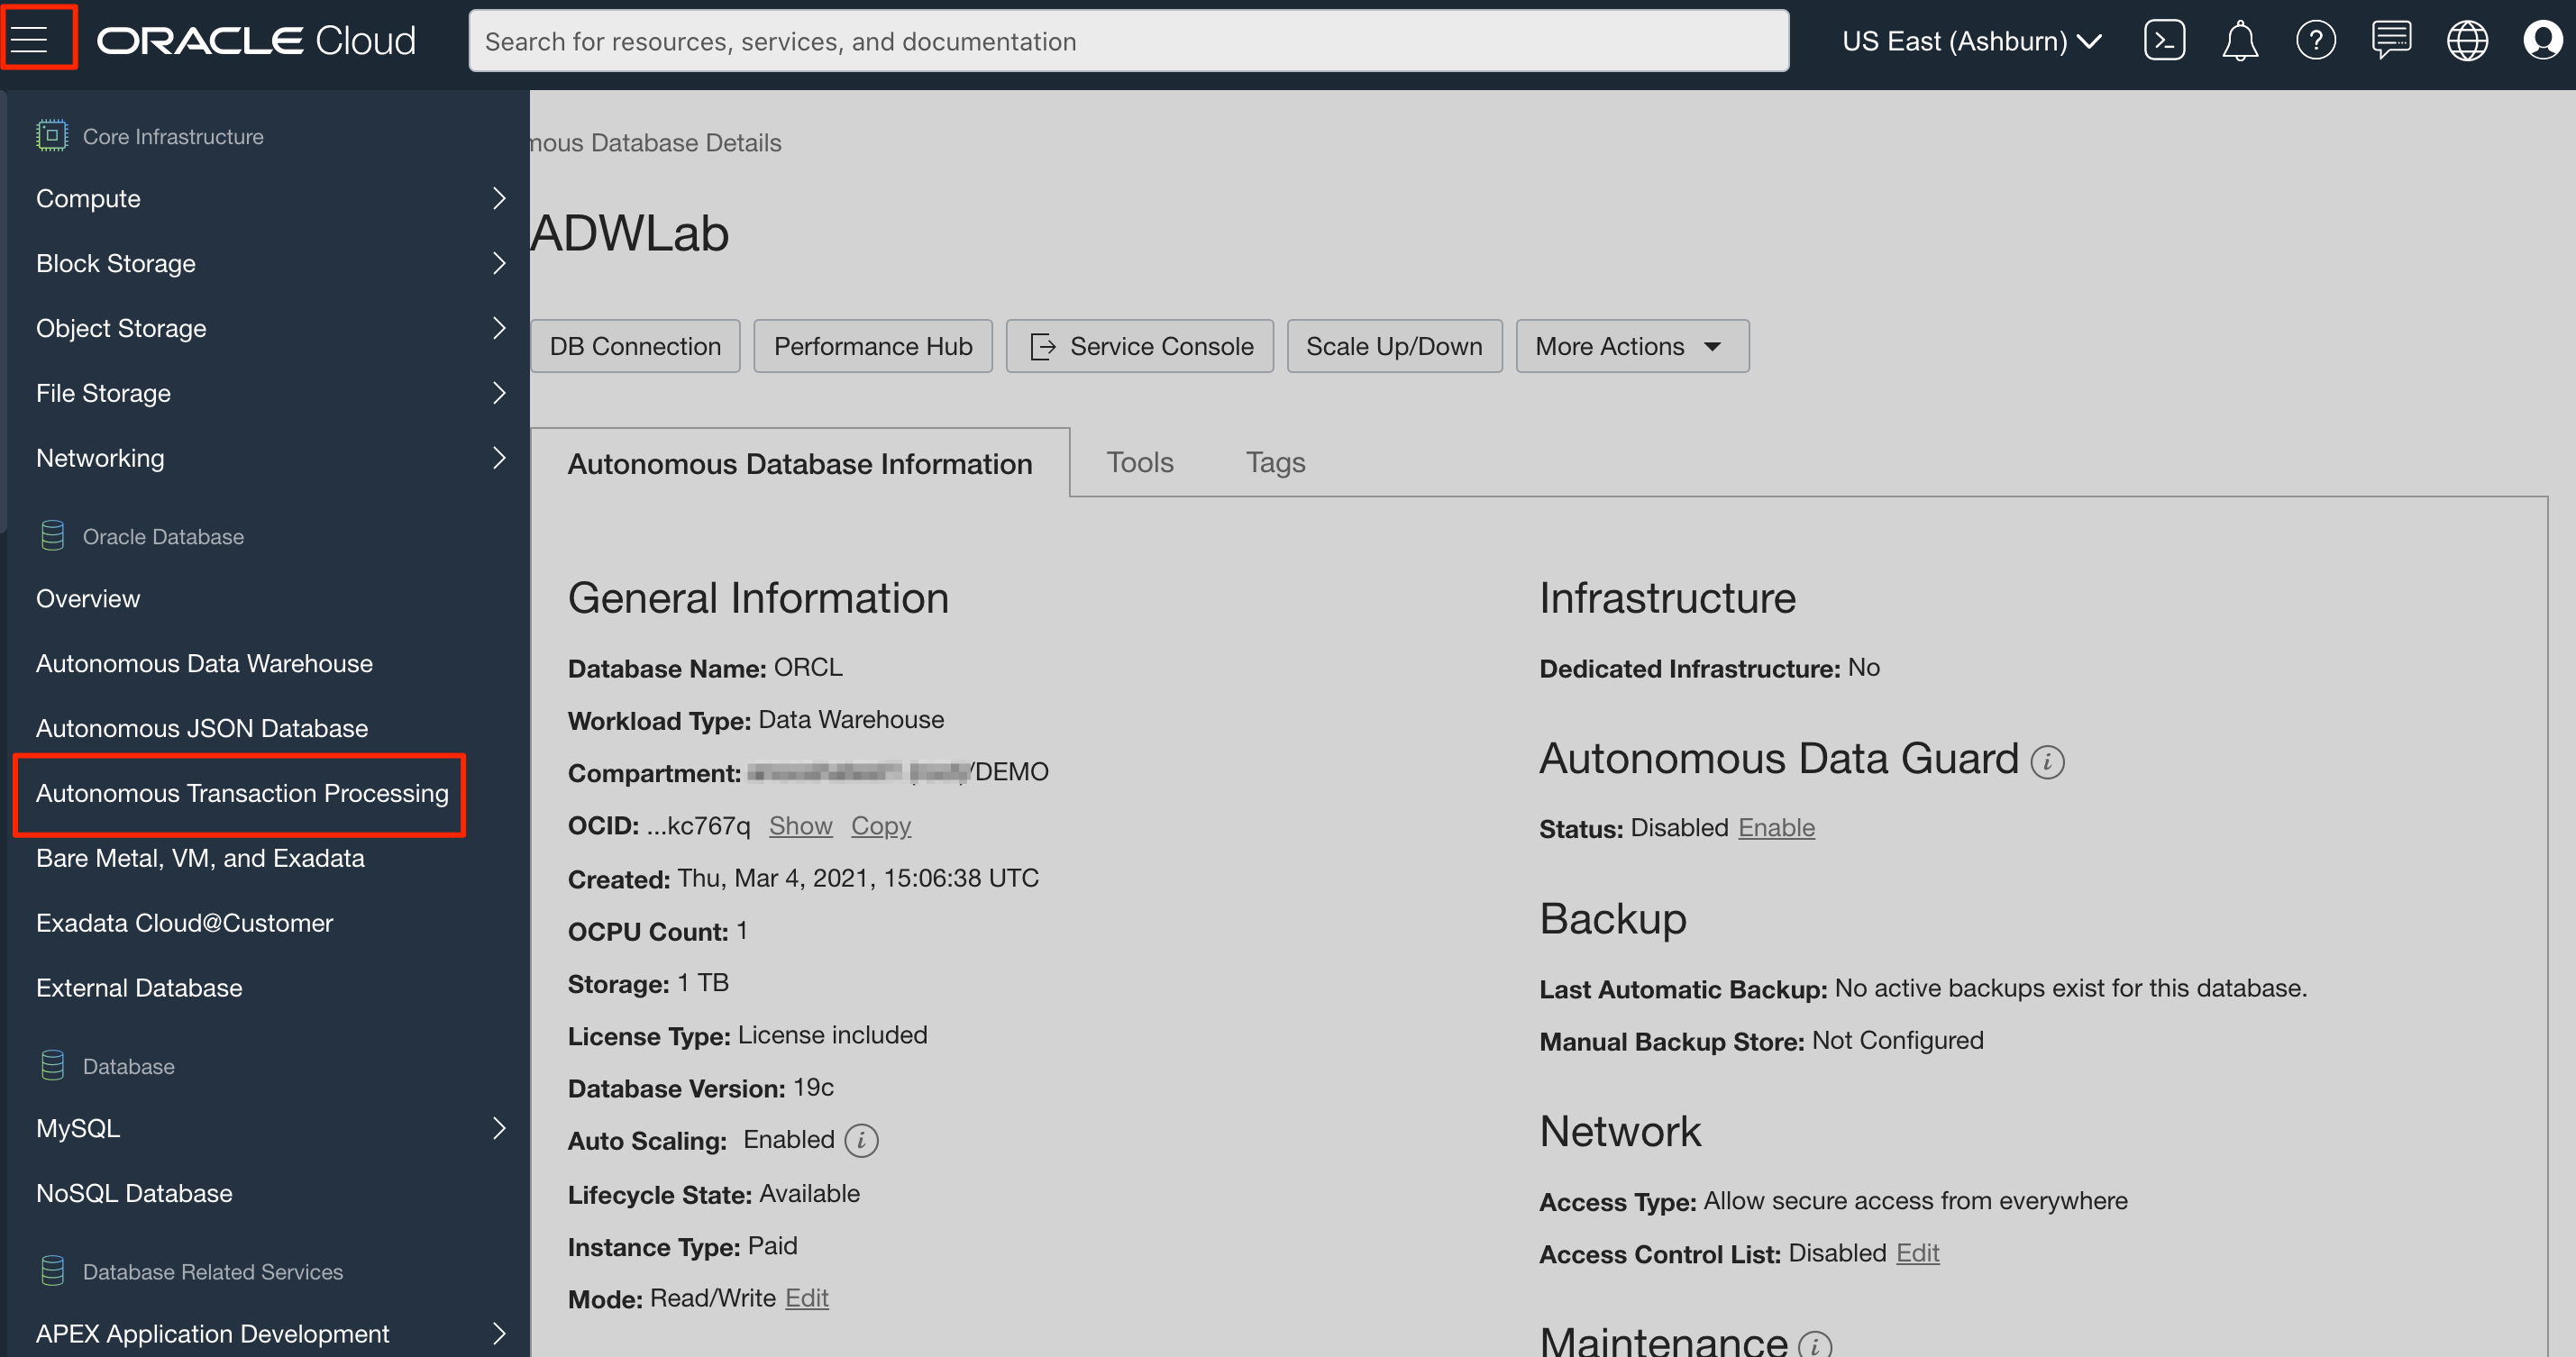 ORACLE Cloud
Search for resources, services, and documentation
US East (Ashburn)
Core Infrastructure
Compute
Block Storage
Object Storage
File Storage
Networking
Oracle Database
Overview
Autonomous Data Warehouse
Autonomous JSON Database
Autonomous Transaction Processing
Bare Metal, VM, and Exadata
Exadata Cloud@Customer
External Database
Database
MySQL
NoSQL Database
Database Related Services
APEX Application Development
mous Database Details
ADWLab
DB Connection
Performance Hub
Service Console
Scale Up/Down
More Actions
Autonomous Database Information
Tools
Tags
General Information
Database Name: ORCL
Workload Type: Data Warehouse
Compartment: /DEMO
OCID: ...kc767q Show Copy
Created: Thu, Mar 4, 2021, 15:06:38 UTC
OCPU Count: 1
Storage: 1 TB
License Type: License included
Database Version: 19c
Auto Scaling: Enabled i
Lifecycle State: Available
Instance Type: Paid
Mode: Read/Write Edit
Infrastructure
Dedicated Infrastructure: No
Autonomous Data Guard i
Status: Disabled Enable
Backup
Last Automatic Backup: No active backups exist for this database.
Manual Backup Store: Not Configured
Network
Access Type: Allow secure access from everywhere
Access Control List: Disabled Edit
Maintenance i